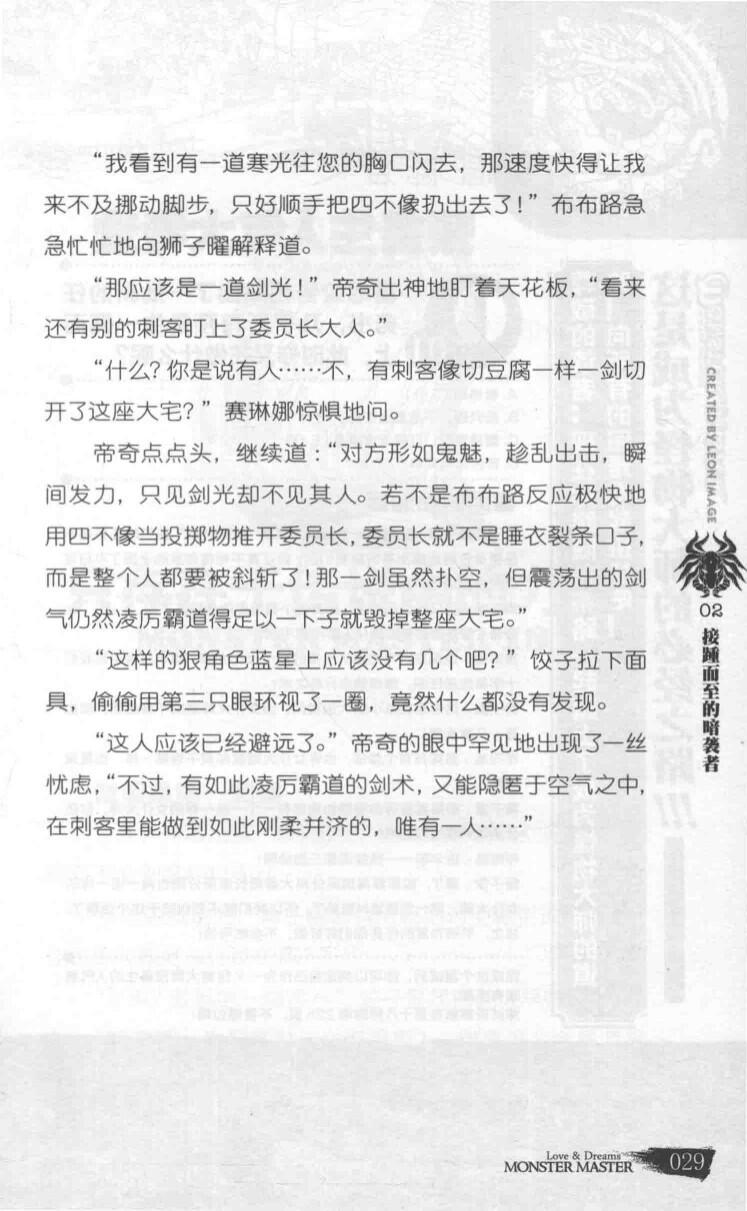 “我看到有一道寒光往您的胸口闪去，那速度快得让我
来不及挪动脚步，只好顺手把四不像扔出去了！”布布路急
急忙忙地向狮子曜解释道。
“那应该是一道剑光！”帝奇出神地盯着天花板，“看来
还有别的刺客盯上了委员长大人。”
“什么？你是说有人……不，有刺客像切豆腐一样一剑切
开了这座大宅？”赛琳娜惊惧地问。
帝奇点点头，继续道：“对方形如鬼魅，趁乱出击，瞬
间发力，只见剑光却不见其人。若不是布布路反应极快地
用四不像当投掷物推开委员长，委员长就不是睡衣裂条口子，
而是整个人都要被斜斩了！那一剑虽然扑空，但震荡出的剑
气仍然凌厉霸道得足以一下子就毁掉整座大宅。”
“这样的狠角色蓝星上应该没有几个吧？”饺子拉下面
具，偷偷用第三只眼环视了一圈，竟然什么都没有发现。
“这人应该已经避远了。”帝奇的眼中罕见地出现了一丝
忧虑，“不过，有如此凌厉霸道的剑术，又能隐匿于空气之中，
在刺客里能做到如此刚柔并济的，唯有一人……”
CREATED BY LEON IMAGE
02
接踵而至的暗袭者
Love & Dreams
MONSTER MASTER
029